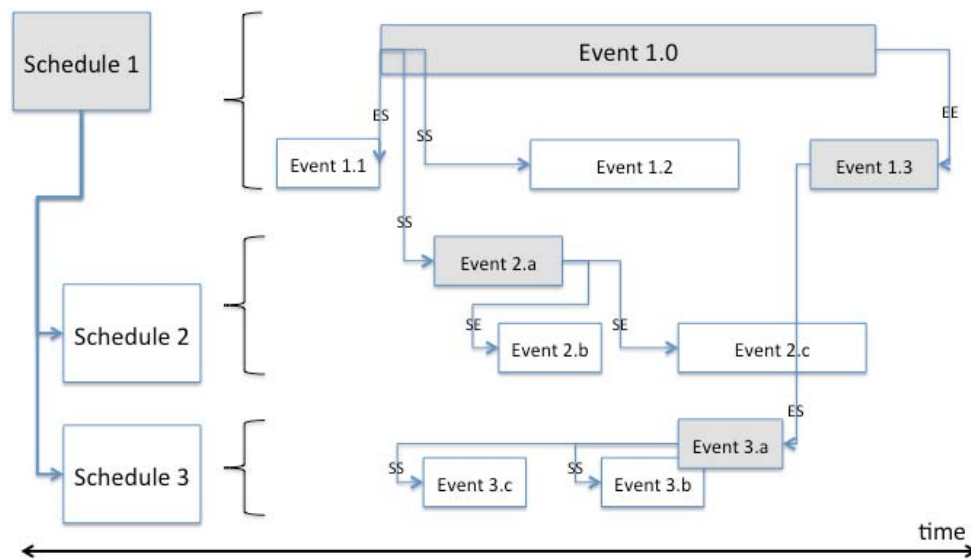 Schedule 1
Event 1.0
ES
SS
EE
Event 1.1
Event 1.2
Event 1.3
SS
Event 2.a
Schedule 2
SE
SE
Event 2.b
Event 2.c
ES
Event 3.a
Schedule 3
SS
SS
Event 3.c
Event 3.b
time